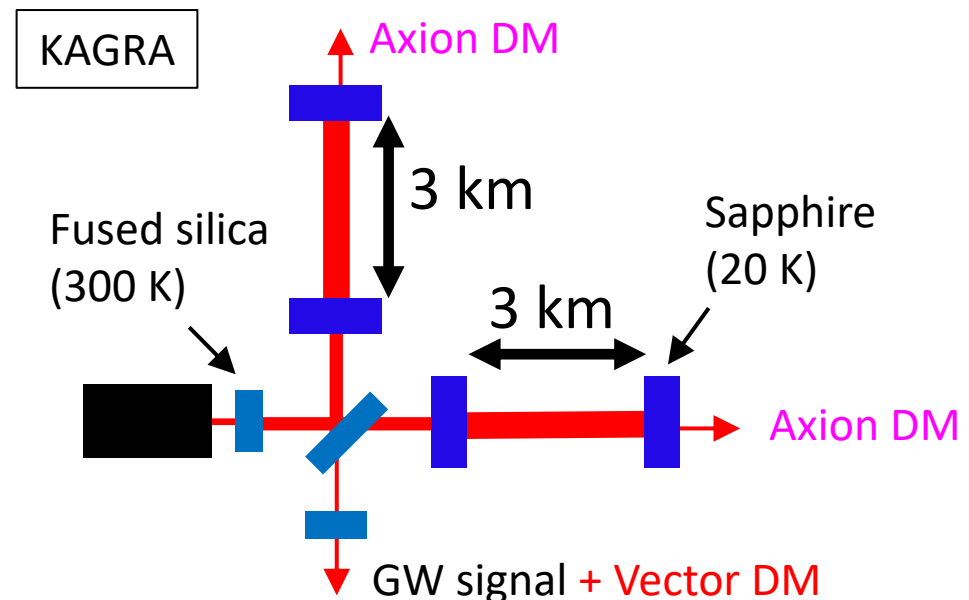 KAGRA
Axion DM
3 km
Fused silica
(300 K)
Sapphire
(20 K)
3 km
Axion DM
GW signal + Vector DM